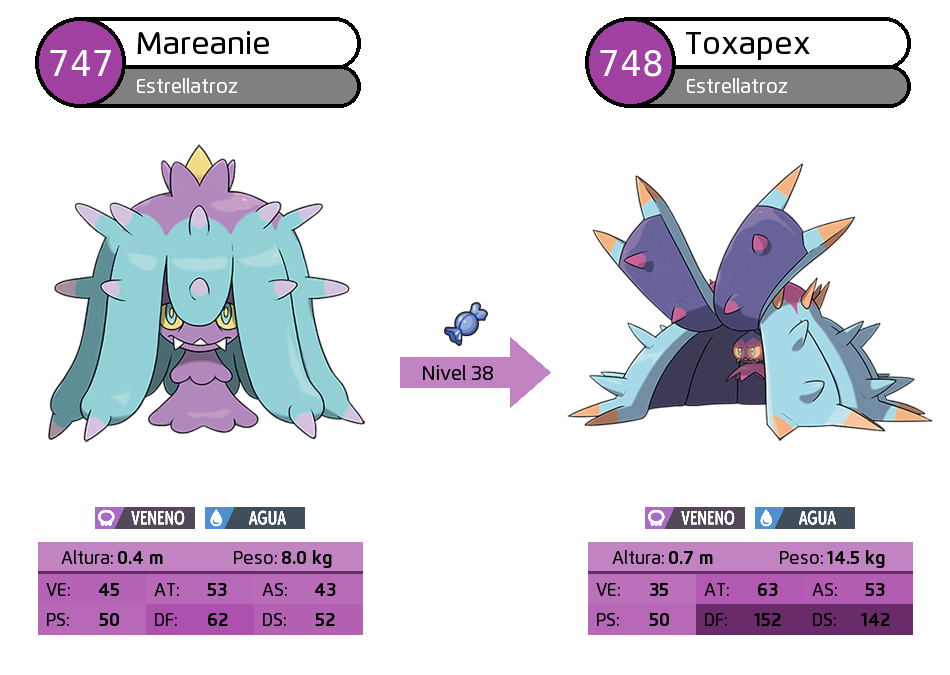 747 Mareanie
Estrellatroz
748 Toxapex
Estrellatroz
Nivel 38
VENENO AGUA
Altura: 0.4 m Peso: 8.0 kg
VE: 45 AT: 53 AS: 43
PS: 50 DF: 62 DS: 52
VENENO AGUA
Altura: 0.7 m Peso: 14.5 kg
VE: 35 AT: 63 AS: 53
PS: 50 DF: 152 DS: 142